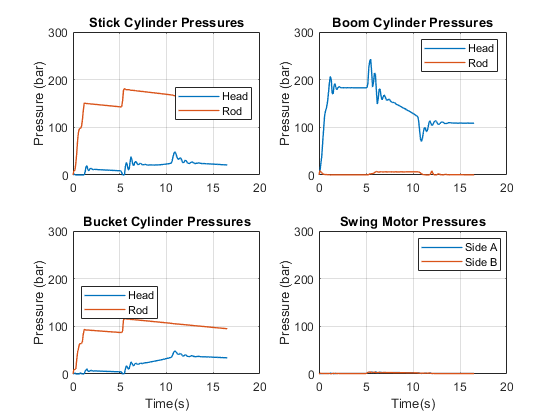 Stick Cylinder Pressures
300
200
100
0
Pressure (bar)
0 5 10 15 20
Head
Rod
Boom Cylinder Pressures
300
200
100
0
Pressure (bar)
0 5 10 15 20
Head
Rod
Bucket Cylinder Pressures
300
200
100
0
Pressure (bar)
0 5 10 15 20
Time(s)
Head
Rod
Swing Motor Pressures
300
200
100
0
Pressure (bar)
0 5 10 15 20
Time(s)
Side A
Side B